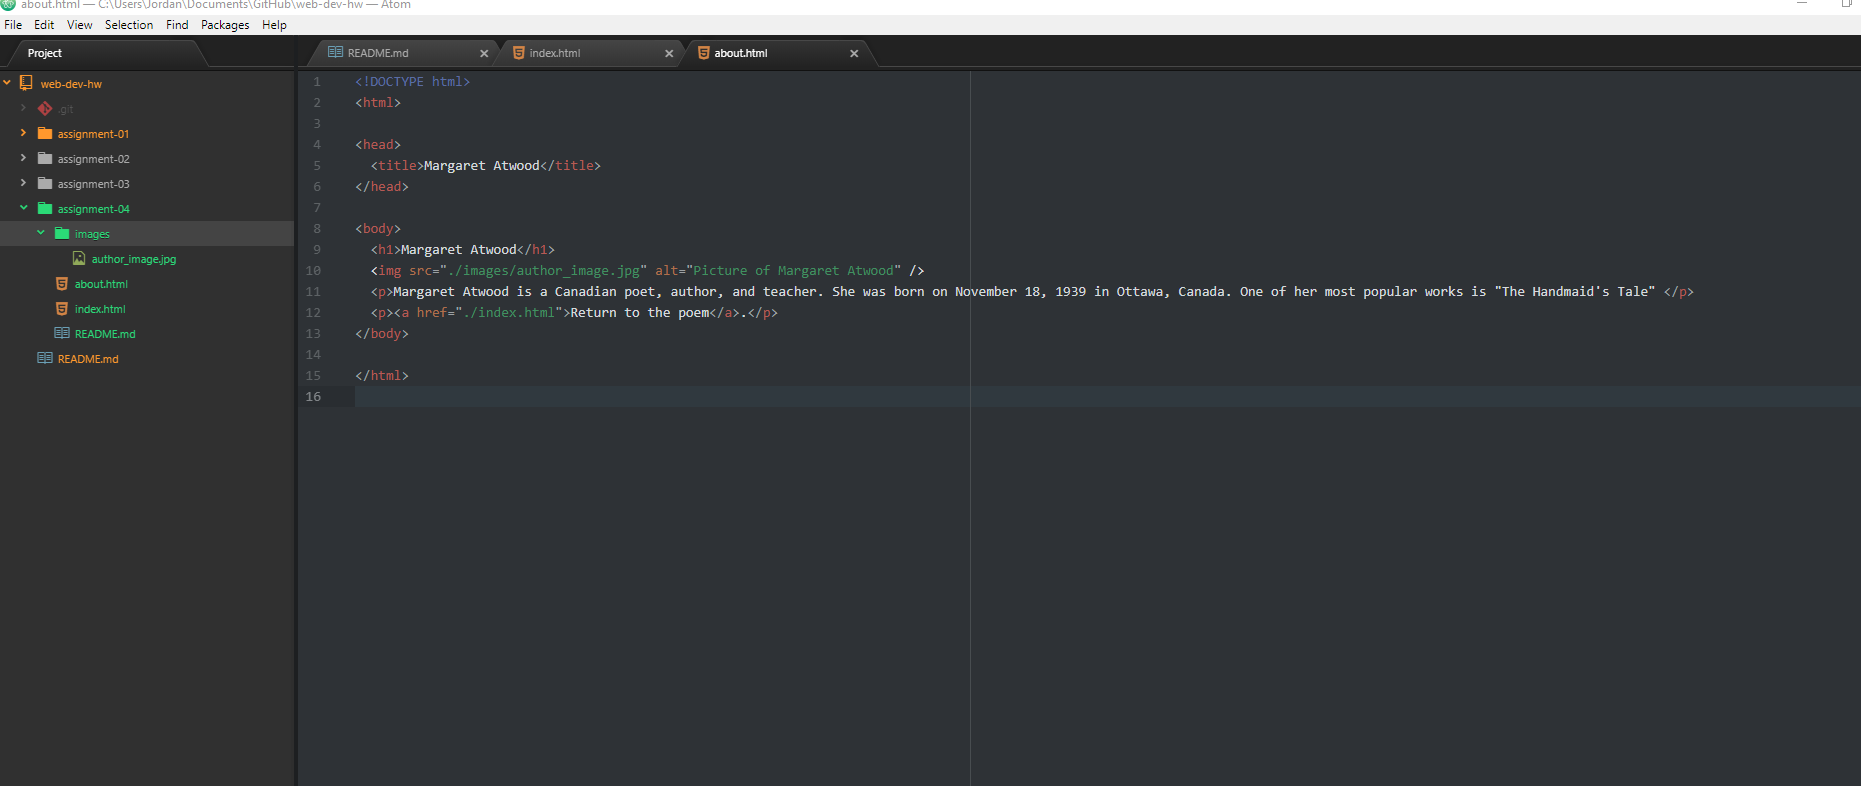 about.html — C:\Users\Jordan\Documents\GitHub\web-dev-hw — Atom
File Edit View Selection Find Packages Help
Project
README.md index.html about.html
web-dev-hw
.git
assignment-01
assignment-02
assignment-03
assignment-04
images
author_image.jpg
about.html
index.html
README.md
README.md
1 <!DOCTYPE html>
2 <html>
3
4 <head>
5 <title>Margaret Atwood</title>
6 </head>
7
8 <body>
9 <h1>Margaret Atwood</h1>
10 <img src="./images/author_image.jpg" alt="Picture of Margaret Atwood" />
11 <p>Margaret Atwood is a Canadian poet, author, and teacher. She was born on November 18, 1939 in Ottawa, Canada. One of her most popular works is "The Handmaid's Tale" </p>
12 <p><a href="./index.html">Return to the poem</a>.</p>
13 </body>
14
15 </html>
16